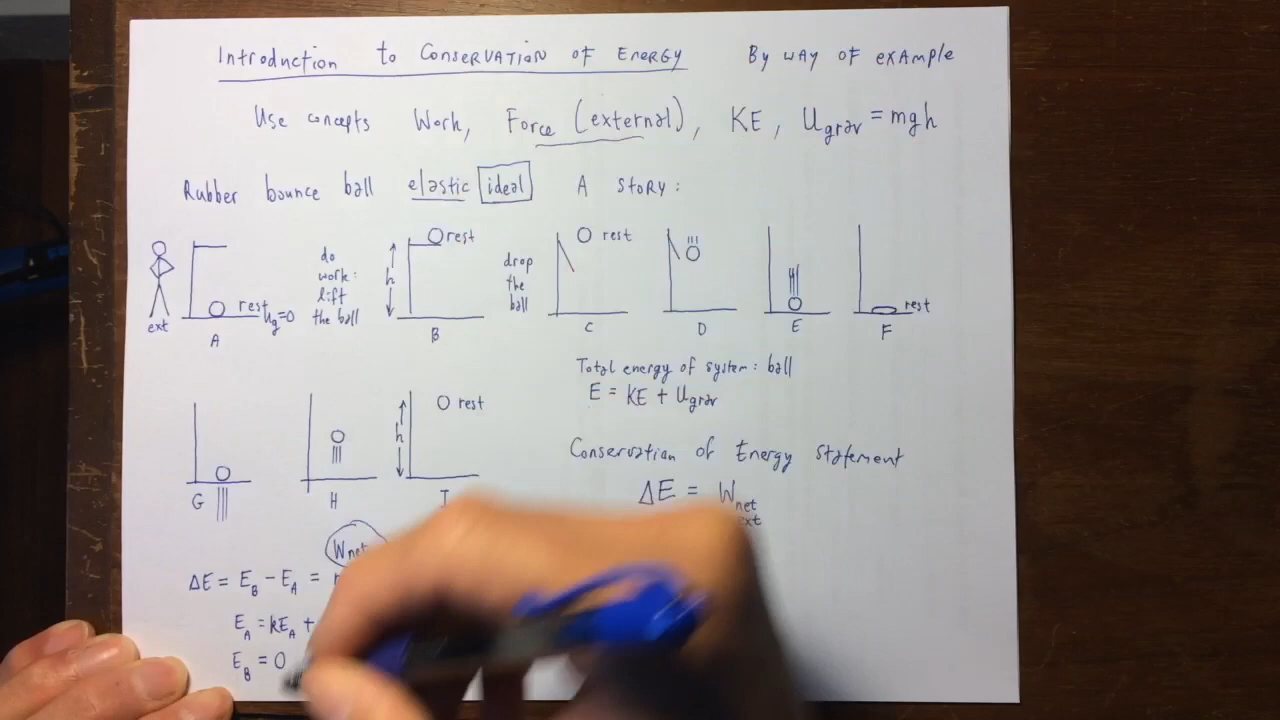 Introduction to Conservation of Energy By way of example
Use concepts Work, Force (external), KE, Ugrav = mgh
Rubber bounce ball elastic ideal A story:
ext
rest
Ug=0
A
do
work:
lift
the ball
h
rest
B
drop
the
ball
rest
C
D
E
rest
F
Total energy of system: ball
E = KE + Ugrav
G
H
h
rest
I
Conservation of Energy Statement
ΔE = Wnet
ext
Wnet
ΔE = EB - EA =
EA = KEA +
EB = 0